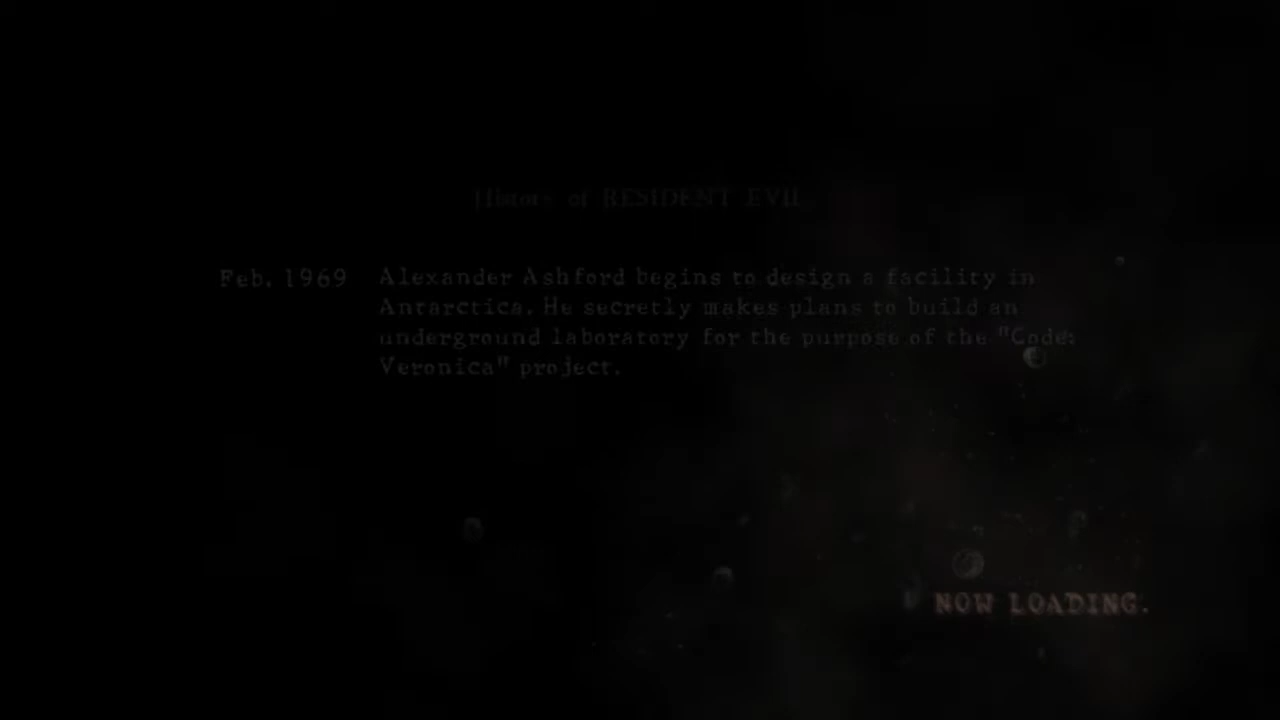 History of RESIDENT EVIL
Feb. 1969 Alexander Ashford begins to design a facility in
Antarctica. He secretly makes plans to build an
underground laboratory for the purpose of the "Code:
Veronica" project.
NOW LOADING.